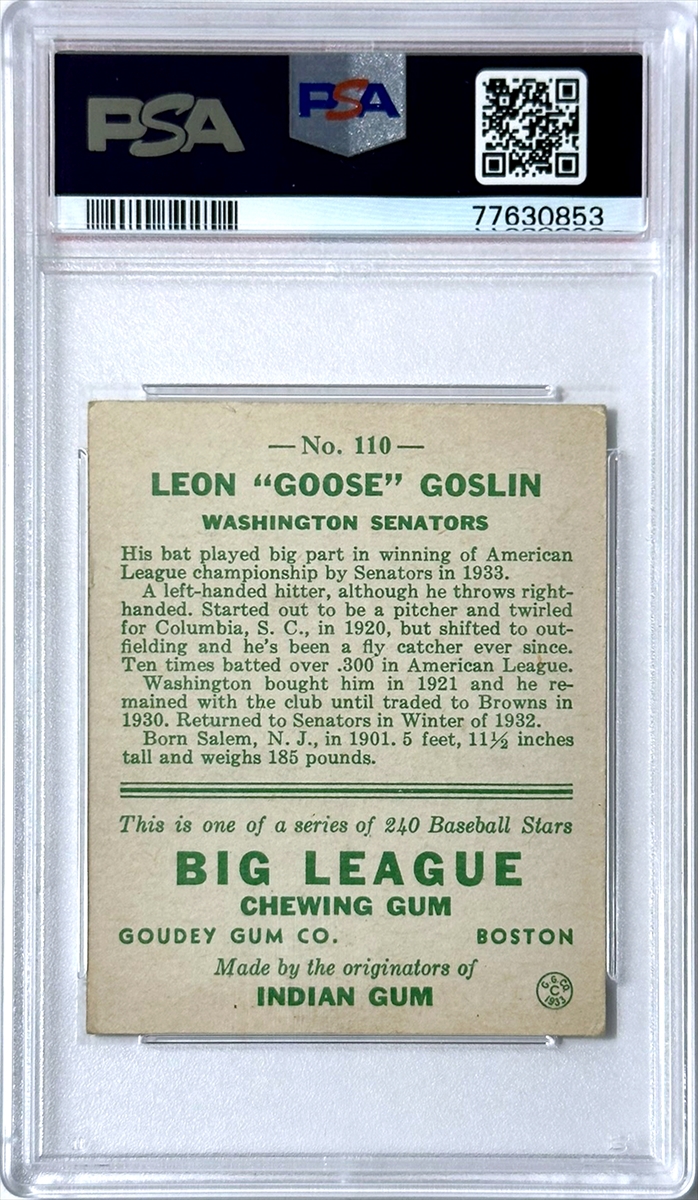 PSA
PSA
77630853
— No. 110 —
LEON "GOOSE" GOSLIN
WASHINGTON SENATORS
His bat played big part in winning of American
League championship by Senators in 1933.
A left-handed hitter, although he throws right-
handed. Started out to be a pitcher and twirled
for Columbia, S. C., in 1920, but shifted to out-
fielding and he's been a fly catcher ever since.
Ten times batted over .300 in American League.
Washington bought him in 1921 and he re-
mained with the club until traded to Browns in
1930. Returned to Senators in Winter of 1932.
Born Salem, N. J., in 1901. 5 feet, 11½ inches
tall and weighs 185 pounds.
This is one of a series of 240 Baseball Stars
BIG LEAGUE
CHEWING GUM
GOUDEY GUM CO. BOSTON
Made by the originators of
INDIAN GUM
G. G. CO.
C
1933